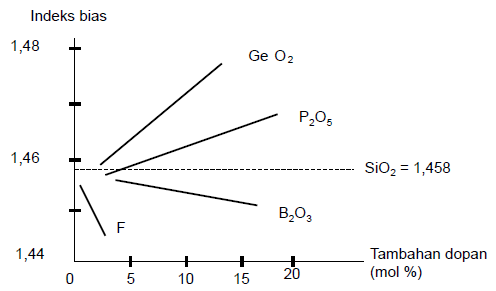 Indeks bias
1,48
Ge O₂
P₂O₅
1,46
SiO₂ = 1,458
B₂O₃
F
1,44
Tambahan dopan
(mol %)
0 5 10 15 20